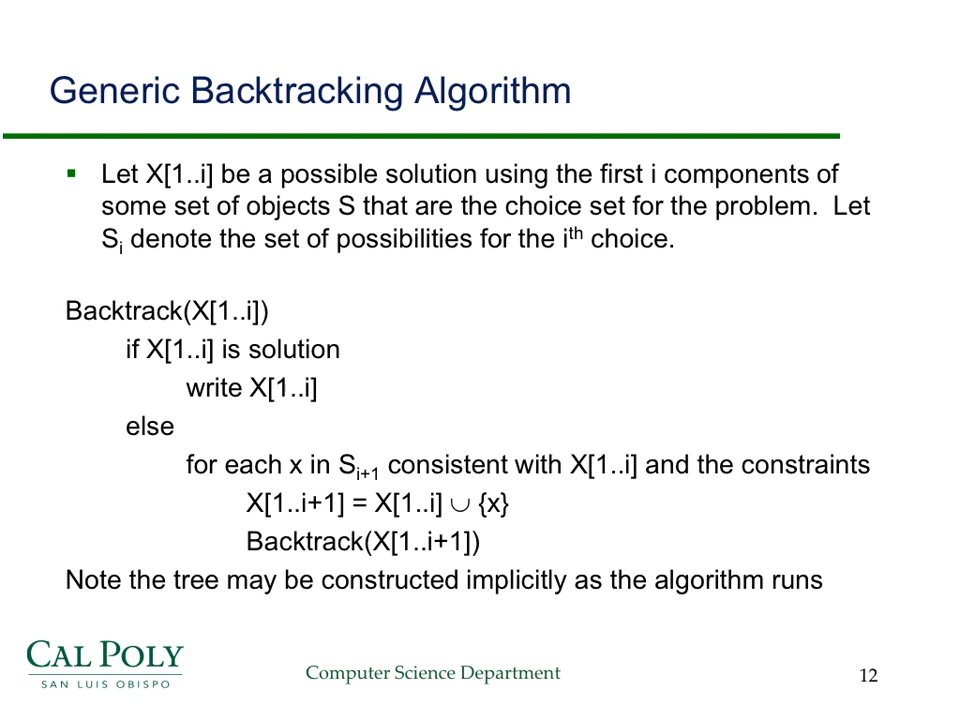 Generic Backtracking Algorithm
▪ Let X[1..i] be a possible solution using the first i components of
some set of objects S that are the choice set for the problem.  Let
Si denote the set of possibilities for the ith choice.
Backtrack(X[1..i])
if X[1..i] is solution
write X[1..i]
else
for each x in Si+1 consistent with X[1..i] and the constraints
X[1..i+1] = X[1..i] ∪ {x}
Backtrack(X[1..i+1])
Note the tree may be constructed implicitly as the algorithm runs
CAL POLY
SAN LUIS OBISPO
Computer Science Department
12